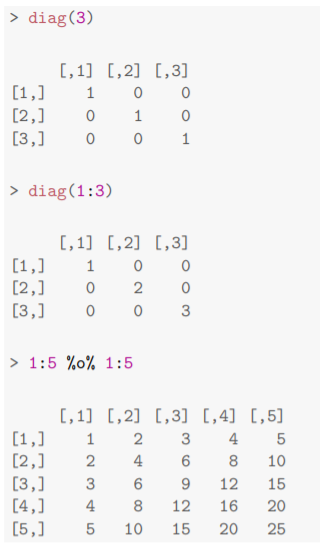 > diag(3)
[,1] [,2] [,3]
[1,] 1 0 0
[2,] 0 1 0
[3,] 0 0 1
> diag(1:3)
[,1] [,2] [,3]
[1,] 1 0 0
[2,] 0 2 0
[3,] 0 0 3
> 1:5 %o% 1:5
[,1] [,2] [,3] [,4] [,5]
[1,] 1 2 3 4 5
[2,] 2 4 6 8 10
[3,] 3 6 9 12 15
[4,] 4 8 12 16 20
[5,] 5 10 15 20 25